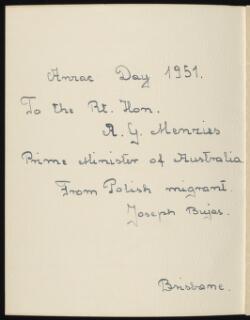 Anzac Day 1951.
To the Rt. Hon.
R. G. Menzies
Prime Minister of Australia
From Polish migrant.
Joseph Bujas.
Brisbane.